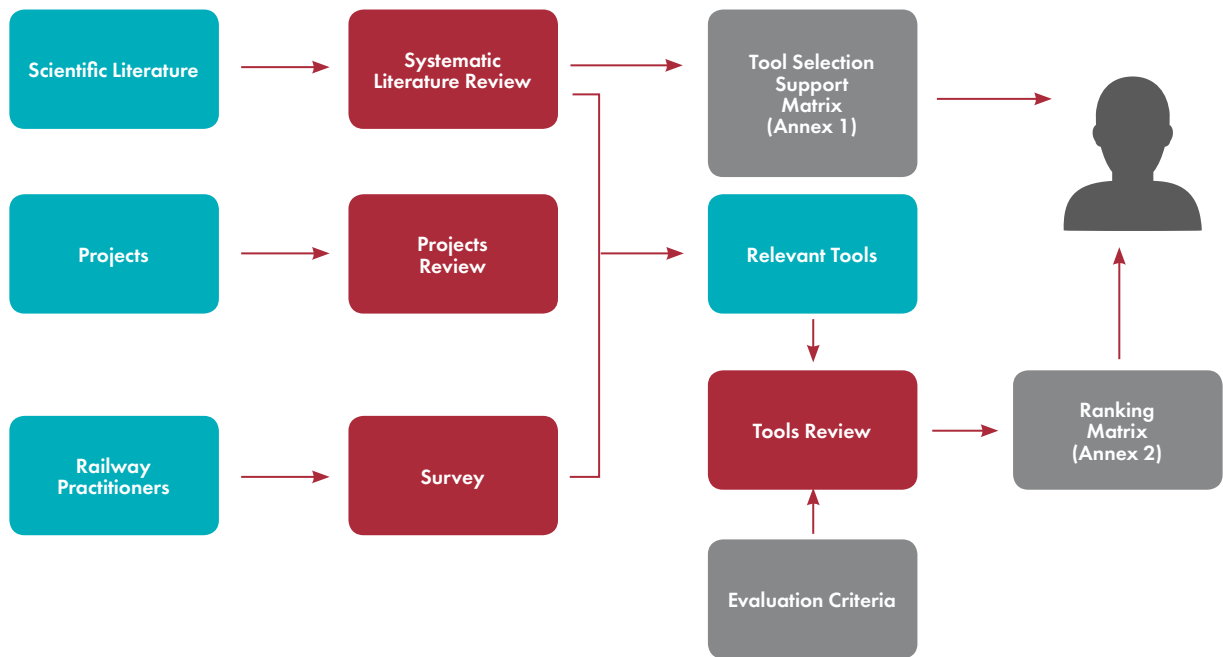 Scientific Literature
Systematic
Literature Review
Tool Selection
Support
Matrix
(Annex 1)
Projects
Projects
Review
Relevant Tools
Railway
Practitioners
Survey
Tools Review
Ranking
Matrix
(Annex 2)
Evaluation Criteria